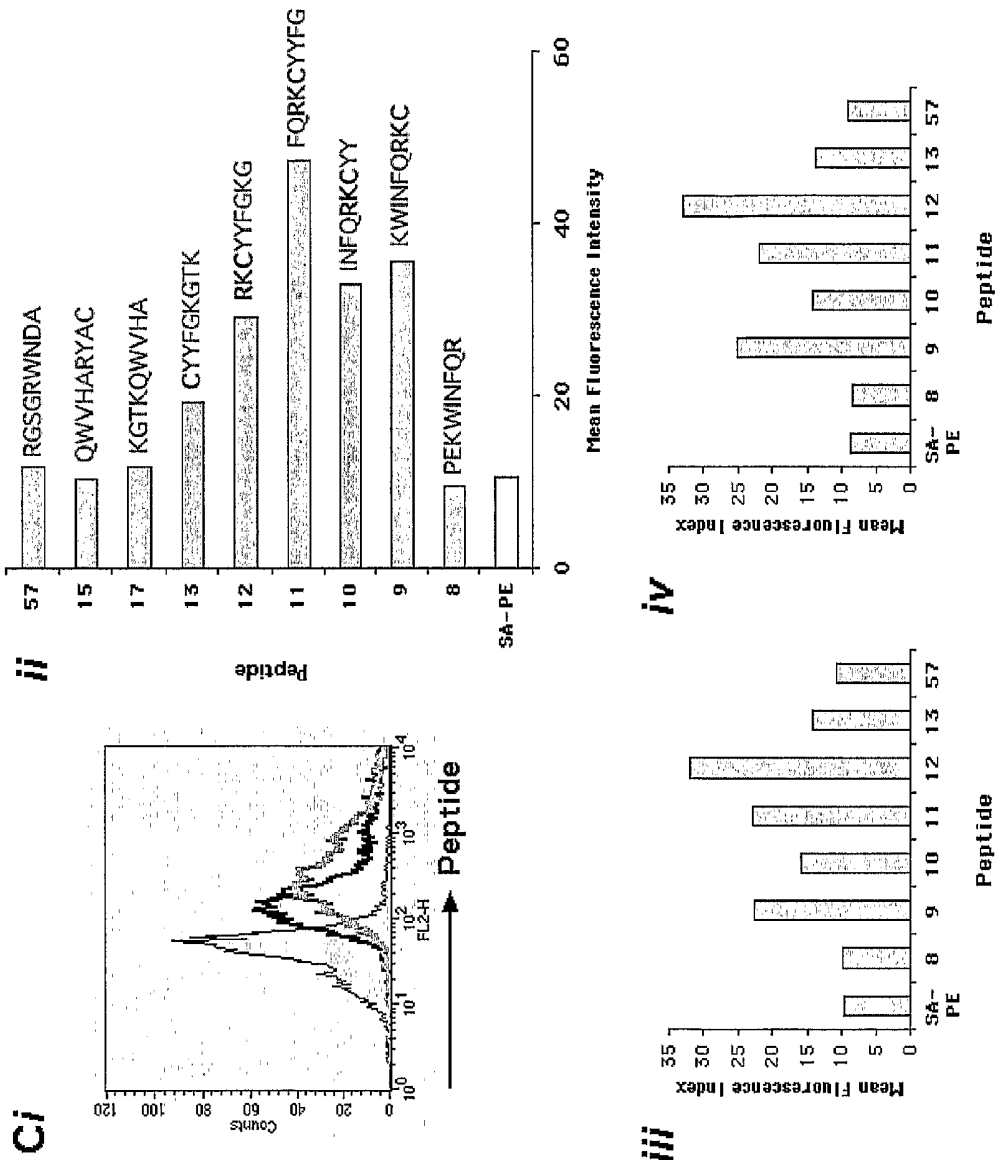 Ci
120
100
80
60
40
20
0
Counts
10^0
10^1
10^2
10^3
10^4
FL2-H
Peptide
ii
Peptide
57
15
17
13
12
11
10
9
8
SA-PE
RGSGRWNDA
QWVHARYAC
KGTKQWVHA
CYYFGKGTK
RKCYYFGKG
FQRKCYYFG
INFQRKCYY
KWINFQRKC
PEKWINFQR
0
20
40
60
Mean Fluorescence Intensity
iii
Mean Fluorescence Index
35
30
25
20
15
10
5
0
SA-
PE
8
9
10
11
12
13
57
Peptide
iv
Mean Fluorescence Index
35
30
25
20
15
10
5
0
SA-
PE
8
9
10
11
12
13
57
Peptide